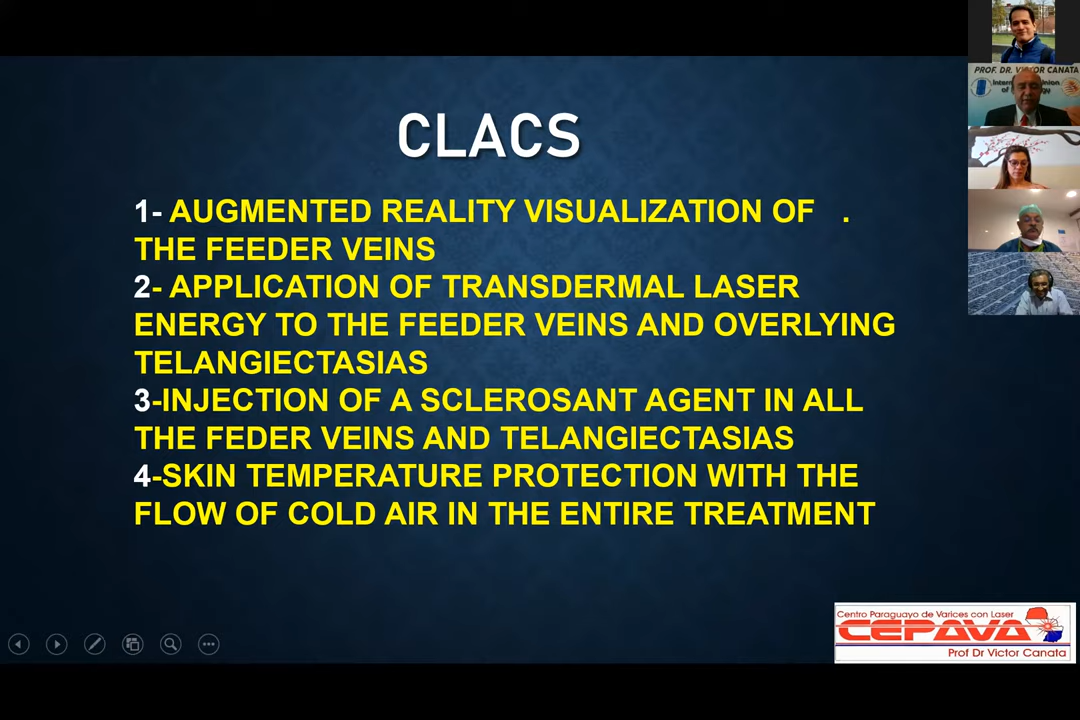 PROF. DR. VICTOR CANATA
CLACS
1- AUGMENTED REALITY VISUALIZATION OF .
THE FEEDER VEINS
2- APPLICATION OF TRANSDERMAL LASER
ENERGY TO THE FEEDER VEINS AND OVERLYING
TELANGIECTASIAS
3-INJECTION OF A SCLEROSANT AGENT IN ALL
THE FEDER VEINS AND TELANGIECTASIAS
4-SKIN TEMPERATURE PROTECTION WITH THE
FLOW OF COLD AIR IN THE ENTIRE TREATMENT
Centro Paraguayo de Varices con Laser
CEPAVA
Prof Dr Victor Canata